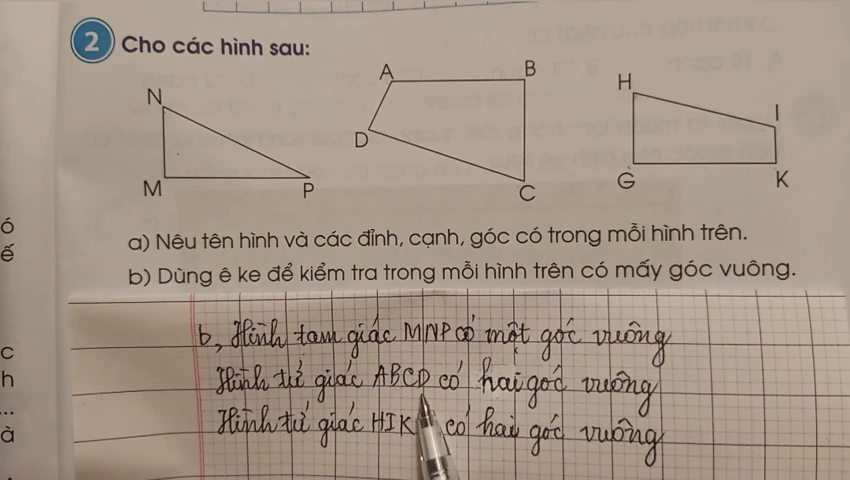 2 Cho các hình sau:
A B H
N I
D
M P C G K
a) Nêu tên hình và các đỉnh, cạnh, góc có trong mỗi hình trên.
b) Dùng ê ke để kiểm tra trong mỗi hình trên có mấy góc vuông.
ó
ế
c
h
...
à
b, Hình tam giác MNP có một góc vuông
Hình tứ giác ABCD có hai góc vuông
Hình tứ giác HIK có hai góc vuông